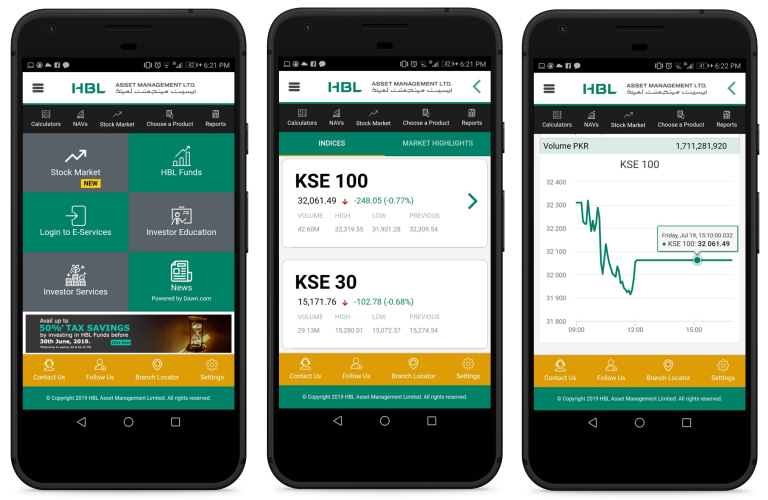 42
6:21 PM
HBL
ASSET MANAGEMENT LTD.
ایسیٹ مینجمنٹ لمیٹڈ
Calculators
NAVs
Stock Market
Choose a Product
Reports
Stock Market
NEW
HBL Funds
Login to E-Services
Investor Education
Investor Services
News
Powered by Dawn.com
Avail up to
50%* TAX SAVINGS
by investing in HBL Funds before
30th June, 2019.
Contact Us
Follow Us
Branch Locator
Settings
© Copyright 2019 HBL Asset Management Limited. All rights reserved.
42
6:21 PM
HBL
ASSET MANAGEMENT LTD.
ایسیٹ مینجمنٹ لمیٹڈ
Calculators
NAVs
Stock Market
Choose a Product
Reports
INDICES
MARKET HIGHLIGHTS
KSE 100
32,061.49 -248.05 (-0.77%)
VOLUME HIGH LOW PREVIOUS
42.60M 32,319.55 31,901.28 32,309.54
KSE 30
15,171.76 -102.78 (-0.68%)
VOLUME HIGH LOW PREVIOUS
29.13M 15,280.01 15,072.37 15,274.54
Contact Us
Follow Us
Branch Locator
Settings
© Copyright 2019 HBL Asset Management Limited. All rights reserved.
41
6:22 PM
HBL
ASSET MANAGEMENT LTD.
ایسیٹ مینجمنٹ لمیٹڈ
Calculators
NAVs
Stock Market
Choose a Product
Reports
Volume PKR 1,711,281,920
KSE 100
32 400
32 300
32 200
32 100
32 000
31 900
31 800
Friday, Jul 19, 15:10:00.032
KSE 100: 32 061.49
09:00
12:00
15:00
Contact Us
Follow Us
Branch Locator
Settings
© Copyright 2019 HBL Asset Management Limited. All rights reserved.